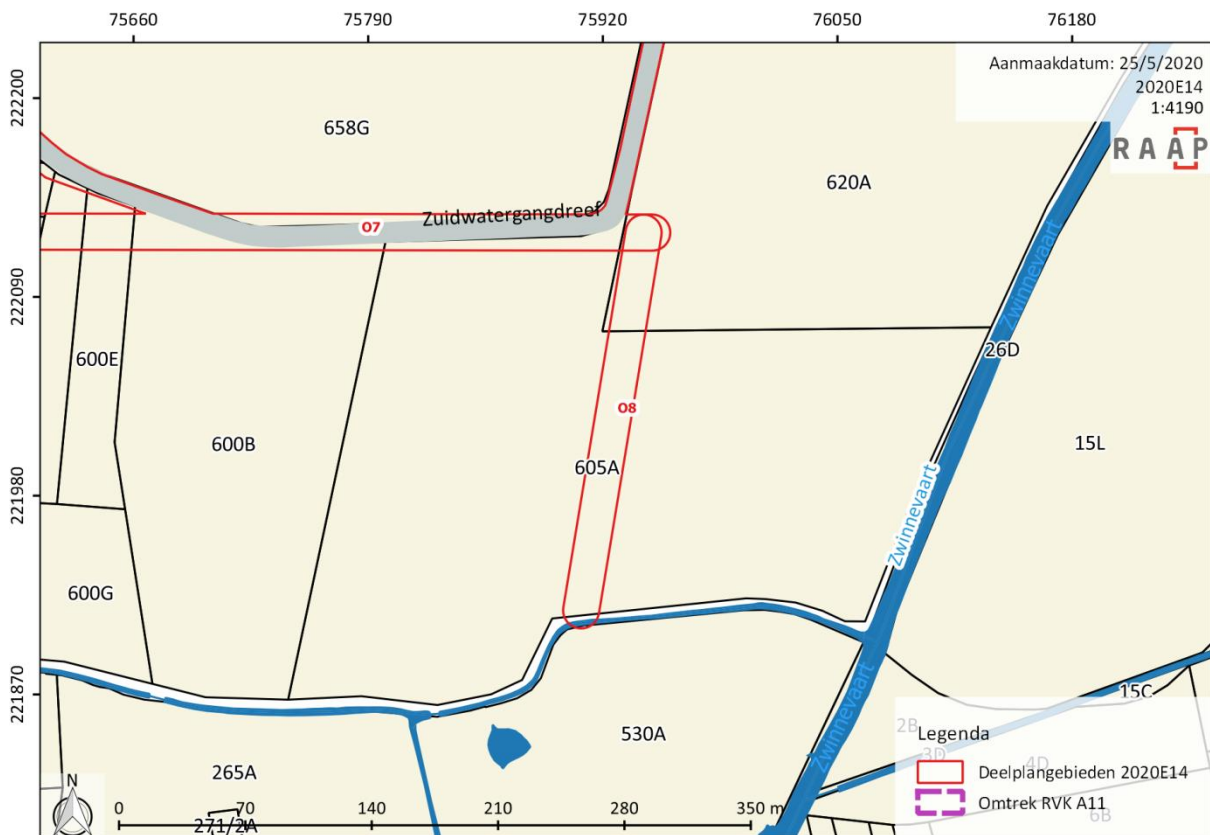 75660 75790 75920 76050 76180
Aanmaakdatum: 25/5/2020
2020E14
1:4190
RAAP
222200
658G
620A
Zuidwatergangdreef
O7
Zwinnevaart
222090
26D
600E
O8
600B
15L
605A
221980
Zwinnevaart
600G
221870
Zwinnevaart
15C
2B
530A
Legenda
3D
4D
265A
Deelplangebieden 2020E14
N
Omtrek RVK A11
0 70 140 210 280 350 m
271/2A
6B